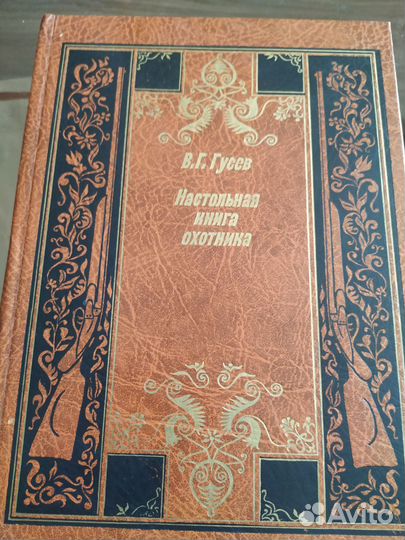 В.Г. Гусев
Настольная
книга
охотника
Avito